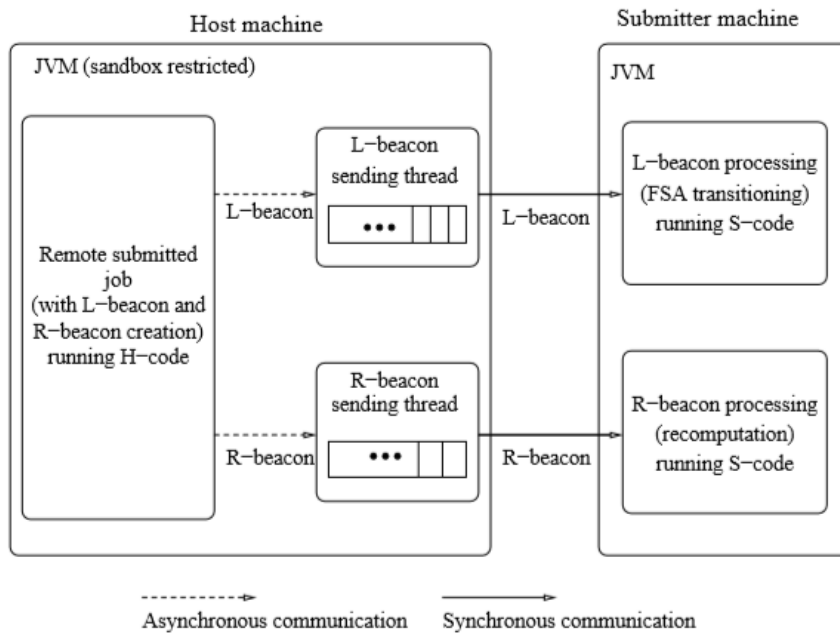 Host machine
Submitter machine
JVM (sandbox restricted)
JVM
Remote submitted
job
(with L−beacon and
R−beacon creation)
running H−code
L−beacon
L−beacon
sending thread
•••
L−beacon
L−beacon processing
(FSA transitioning)
running S−code
R−beacon
R−beacon
sending thread
•••
R−beacon
R−beacon processing
(recomputation)
running S−code
Asynchronous communication
Synchronous communication